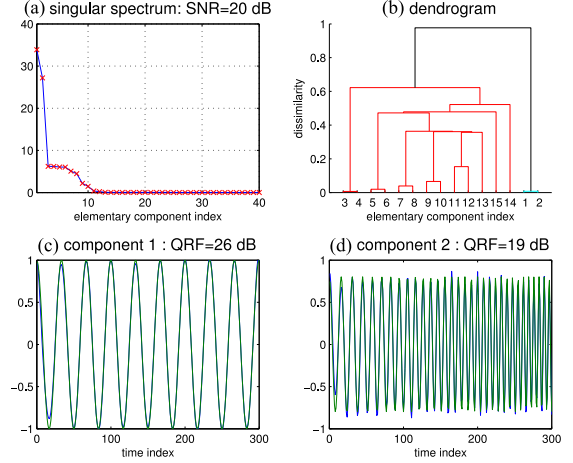 (a) singular spectrum: SNR=20 dB
40
30
20
10
0
0 10 20 30 40
elementary component index
(b) dendrogram
1
0.8
0.6
0.4
0.2
0
dissimilarity
3 4 5 6 7 8 9 10 11 12 13 15 14 1 2
elementary component index
(c) component 1 : QRF=26 dB
1
0.5
0
−0.5
−1
0 100 200 300
time index
(d) component 2 : QRF=19 dB
1
0.5
0
−0.5
−1
0 100 200 300
time index